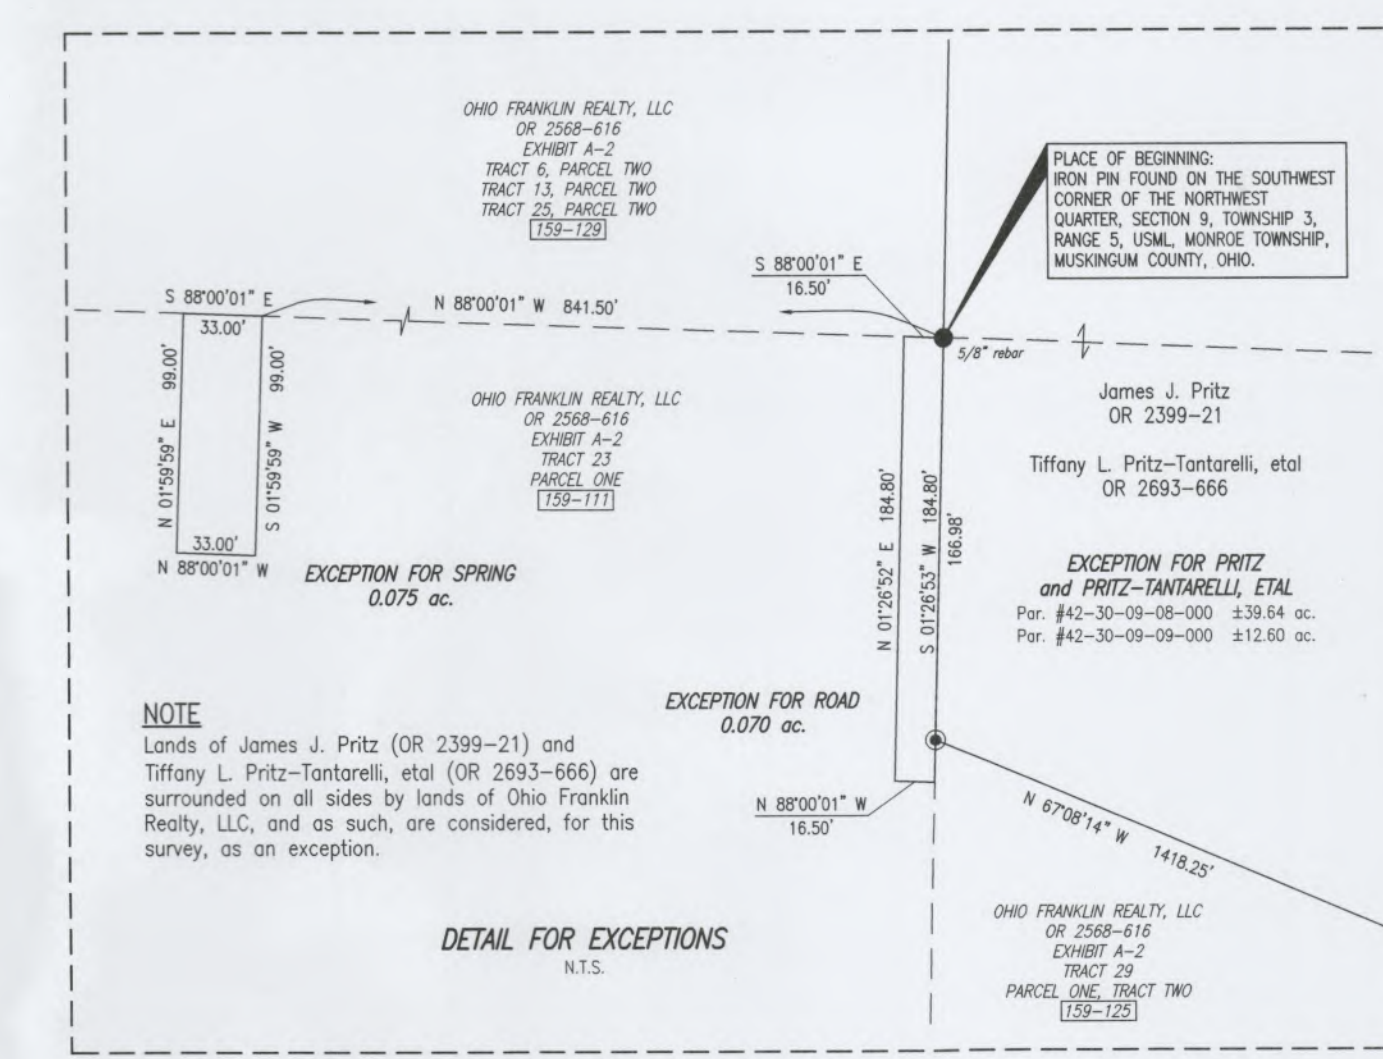 OHIO FRANKLIN REALTY, LLC
OR 2568-616
EXHIBIT A-2
TRACT 6, PARCEL TWO
TRACT 13, PARCEL TWO
TRACT 25, PARCEL TWO
159-129
PLACE OF BEGINNING:
IRON PIN FOUND ON THE SOUTHWEST
CORNER OF THE NORTHWEST
QUARTER, SECTION 9, TOWNSHIP 3,
RANGE 5, USML, MONROE TOWNSHIP,
MUSKINGUM COUNTY, OHIO.
S 88°00'01" E
16.50'
S 88°00'01" E
33.00'
N 88°00'01" W 841.50'
5/8" rebar
N 01°59'59" E 99.00'
S 01°59'59" W 99.00'
33.00'
N 88°00'01" W
EXCEPTION FOR SPRING
0.075 ac.
OHIO FRANKLIN REALTY, LLC
OR 2568-616
EXHIBIT A-2
TRACT 23
PARCEL ONE
159-111
James J. Pritz
OR 2399-21
Tiffany L. Pritz-Tantarelli, etal
OR 2693-666
N 01°26'52" E 184.80'
S 01°26'53" W 184.80'
166.98'
EXCEPTION FOR PRITZ
and PRITZ-TANTARELLI, ETAL
Par. #42-30-09-08-000 ±39.64 ac.
Par. #42-30-09-09-000 ±12.60 ac.
EXCEPTION FOR ROAD
0.070 ac.
NOTE
Lands of James J. Pritz (OR 2399-21) and
Tiffany L. Pritz-Tantarelli, etal (OR 2693-666) are
surrounded on all sides by lands of Ohio Franklin
Realty, LLC, and as such, are considered, for this
survey, as an exception.
N 88°00'01" W
16.50'
N 67°08'14" W 1418.25'
DETAIL FOR EXCEPTIONS
N.T.S.
OHIO FRANKLIN REALTY, LLC
OR 2568-616
EXHIBIT A-2
TRACT 29
PARCEL ONE, TRACT TWO
159-125